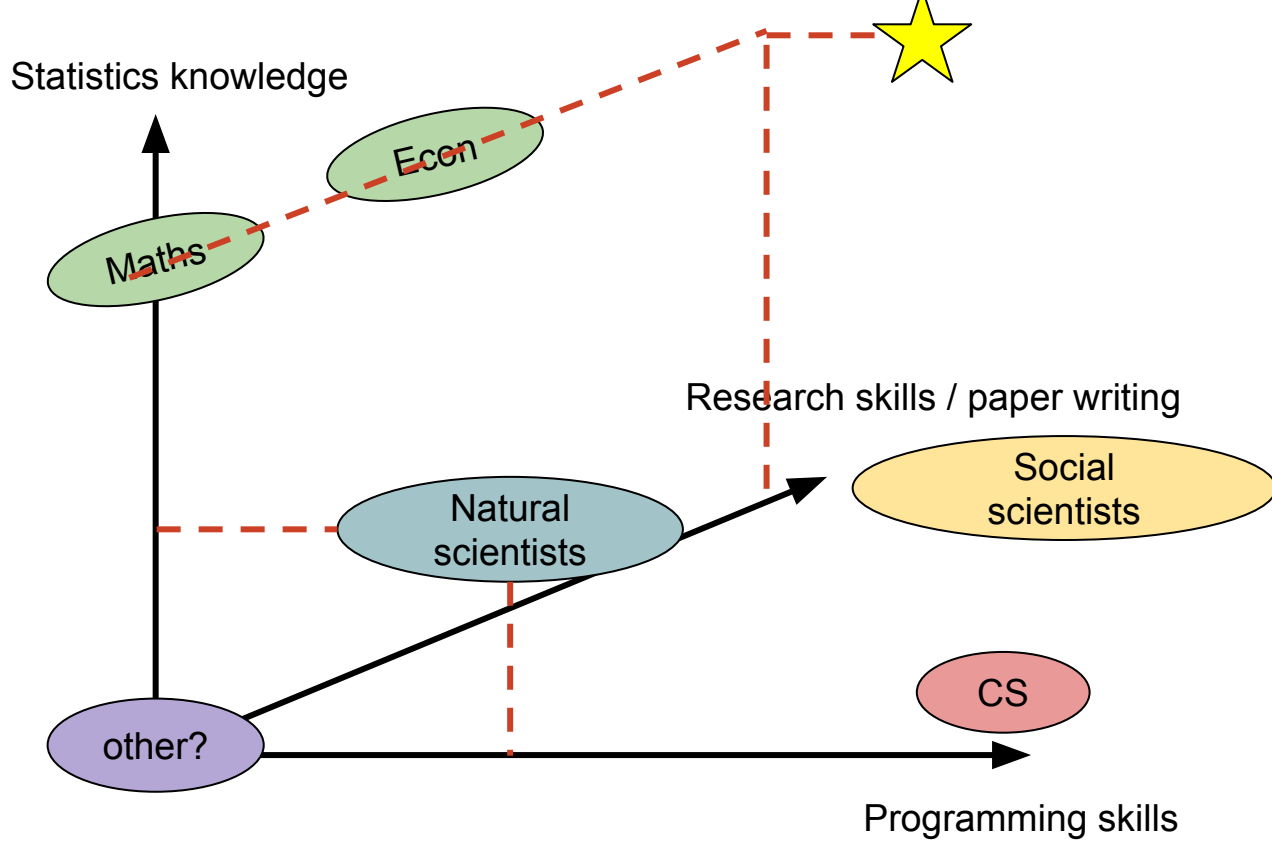 Statistics knowledge
Econ
Maths
Research skills / paper writing
Social
scientists
Natural
scientists
CS
other?
Programming skills